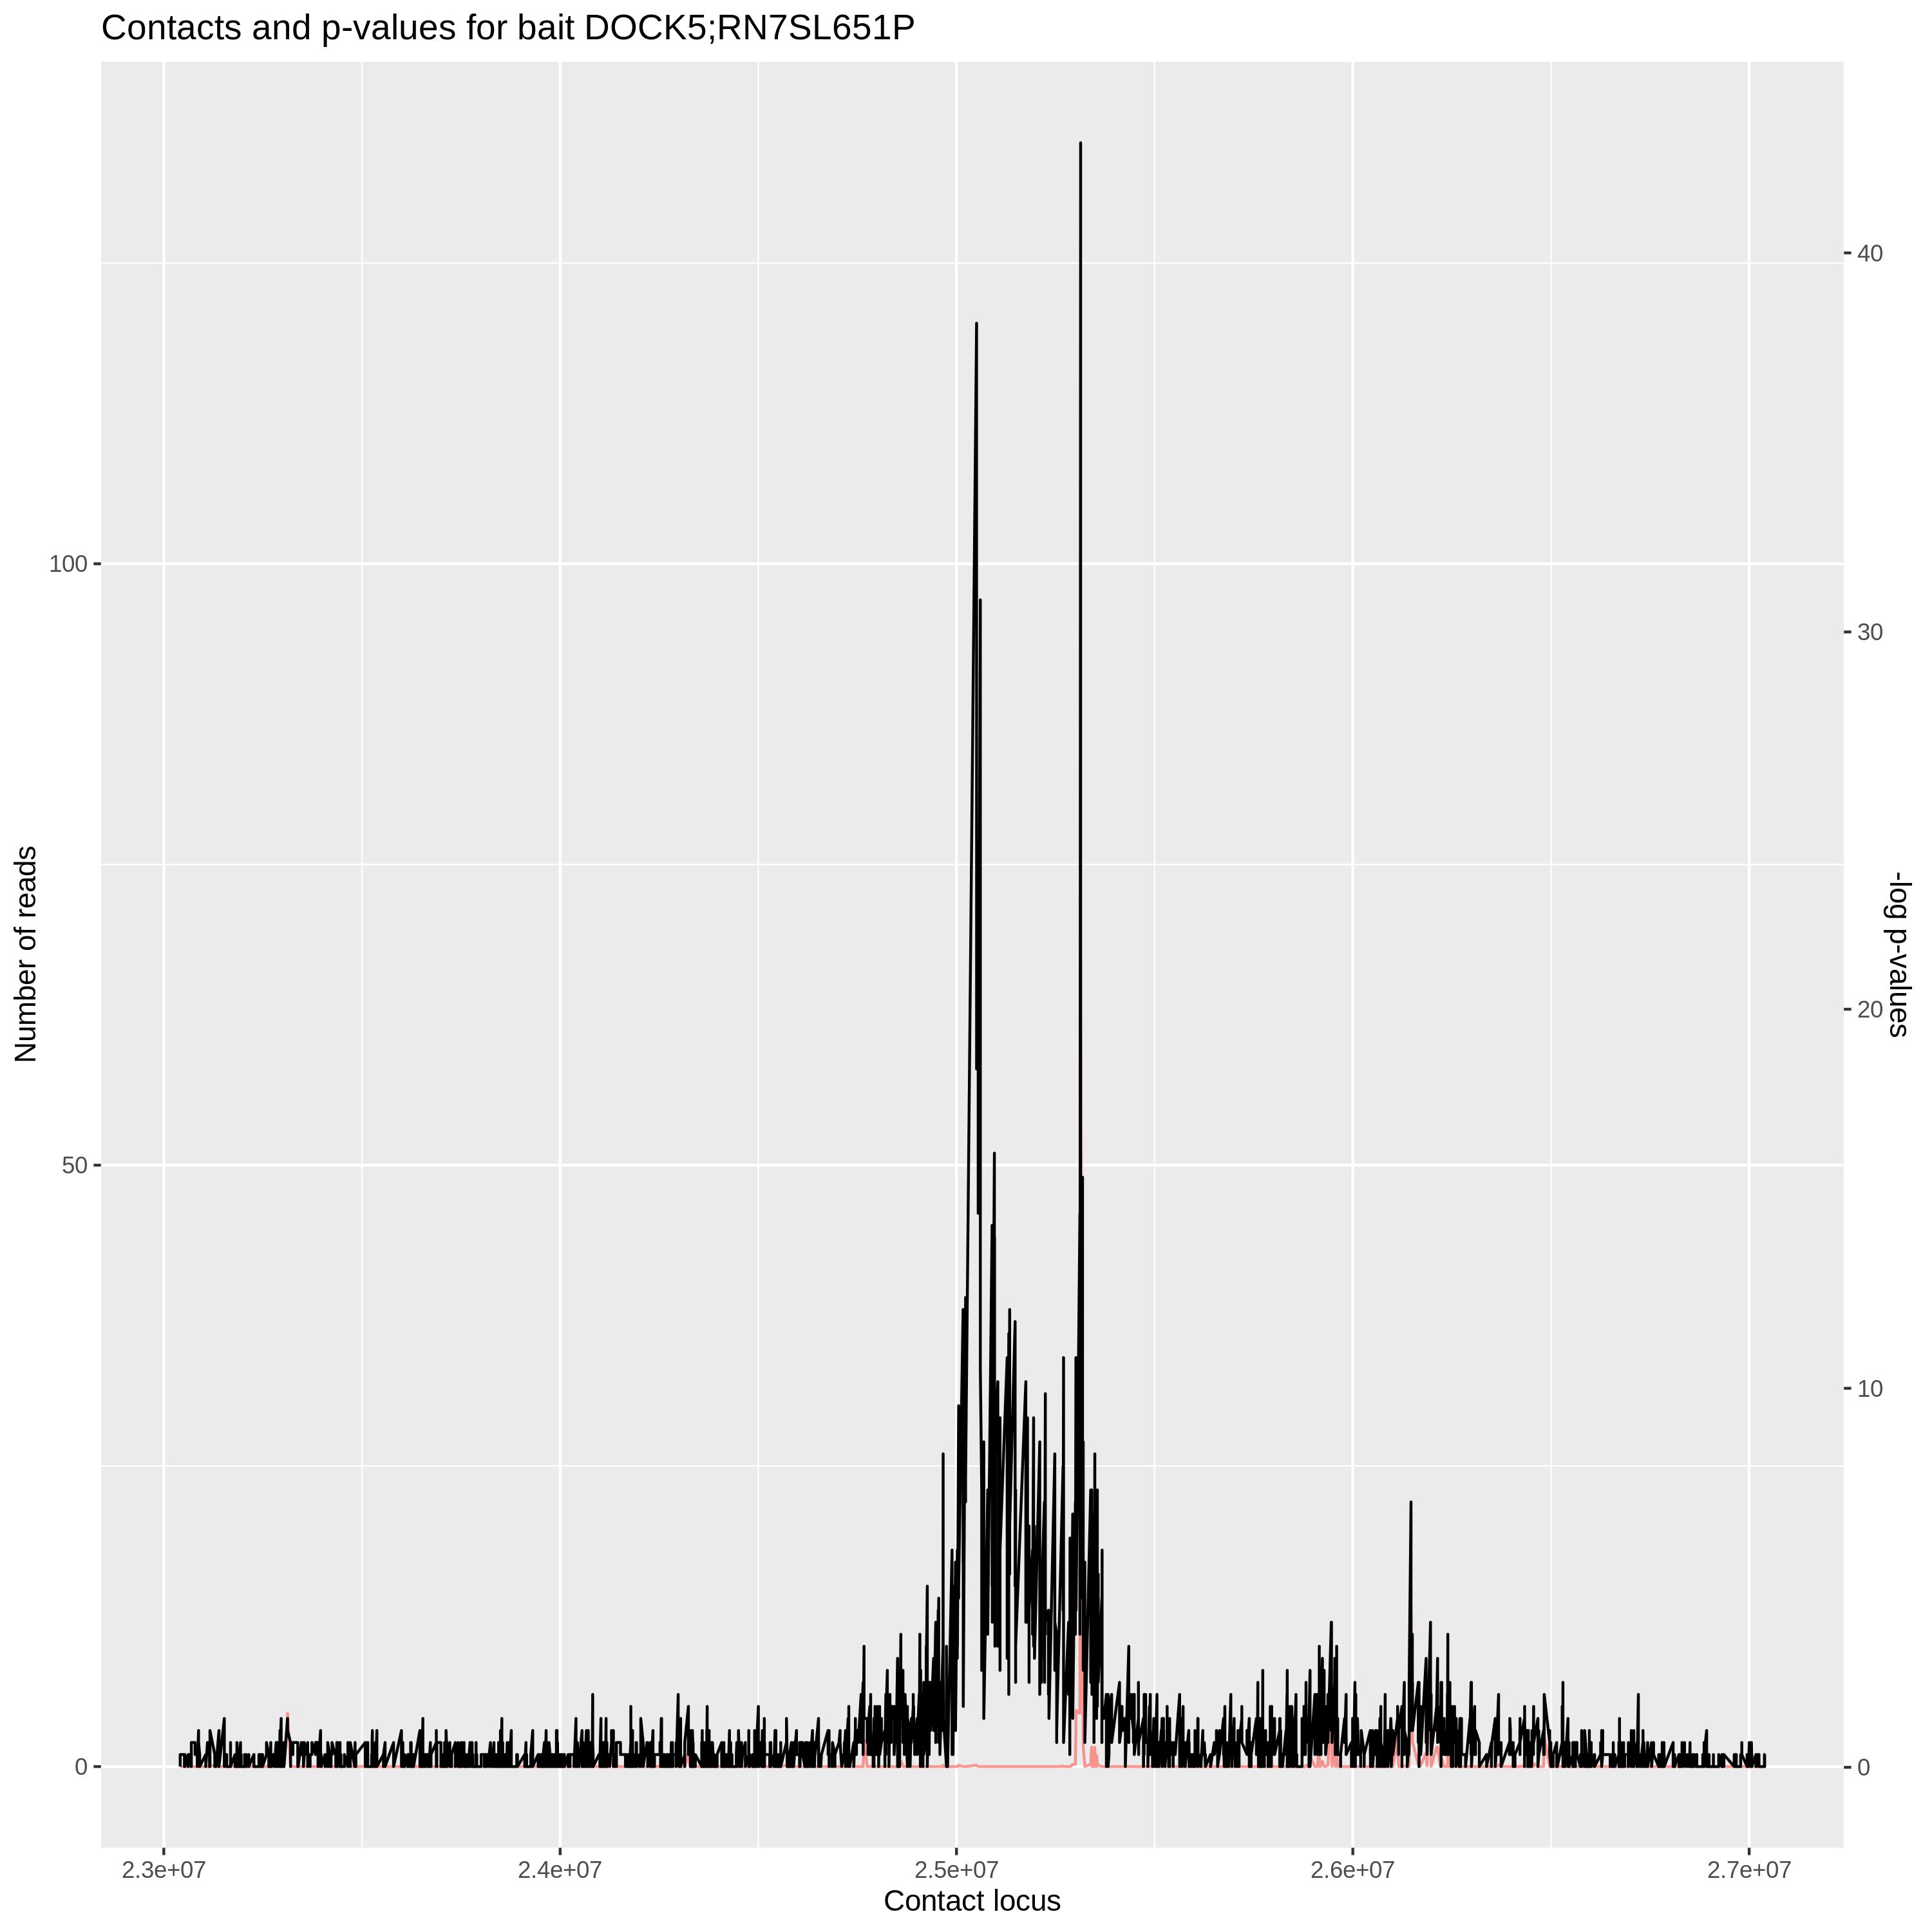 Contacts and p-values for bait DOCK5;RN7SL651P
Number of reads
100
50
0
40
30
20
10
0
-log p-values
2.3e+07 2.4e+07 2.5e+07 2.6e+07 2.7e+07
Contact locus